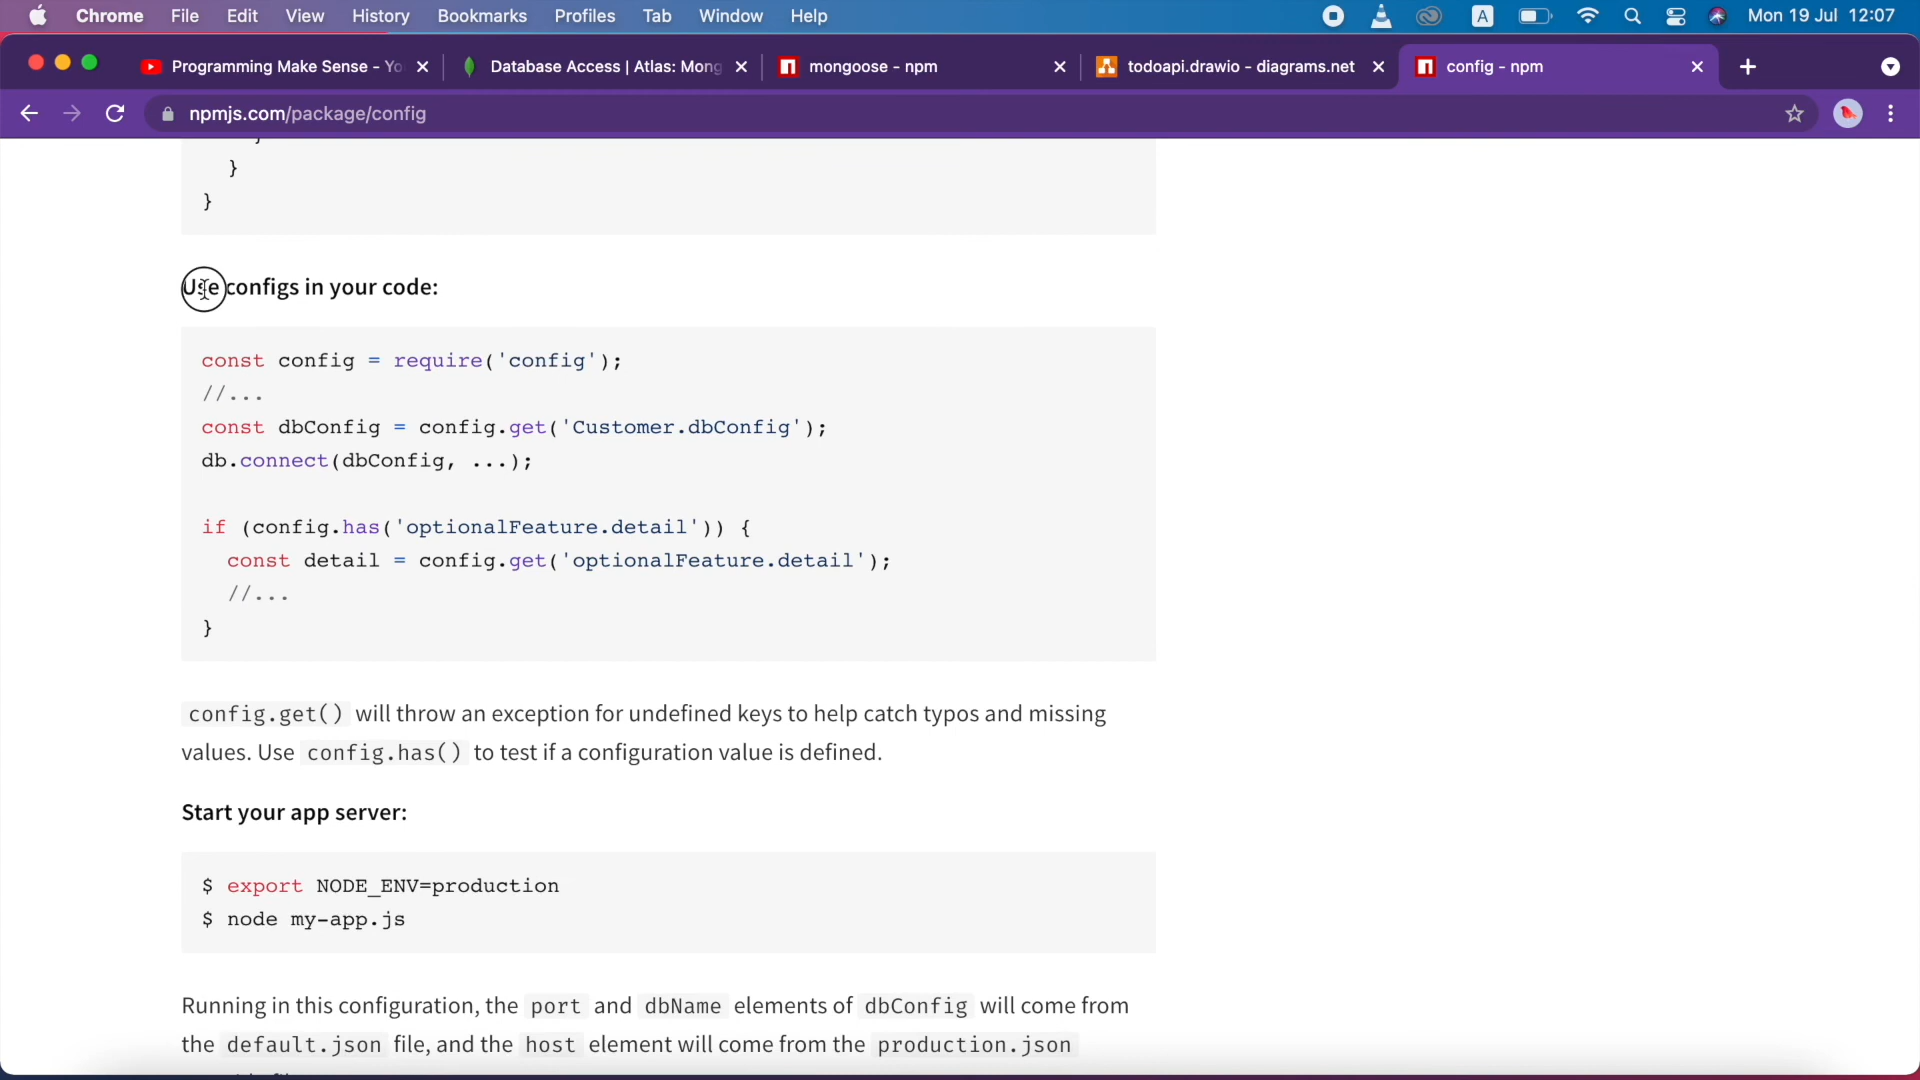 Chrome File Edit View History Bookmarks Profiles Tab Window Help A Mon 19 Jul 12:07
Programming Make Sense - Yo Database Access | Atlas: Mong mongoose - npm todoapi.drawio - diagrams.net config - npm
npmjs.com/package/config
}
}
Use configs in your code:
const config = require('config');
//...
const dbConfig = config.get('Customer.dbConfig');
db.connect(dbConfig, ...);
if (config.has('optionalFeature.detail')) {
const detail = config.get('optionalFeature.detail');
//...
}
config.get() will throw an exception for undefined keys to help catch typos and missing
values. Use config.has() to test if a configuration value is defined.
Start your app server:
$ export NODE_ENV=production
$ node my-app.js
Running in this configuration, the port and dbName elements of dbConfig will come from
the default.json file, and the host element will come from the production.json